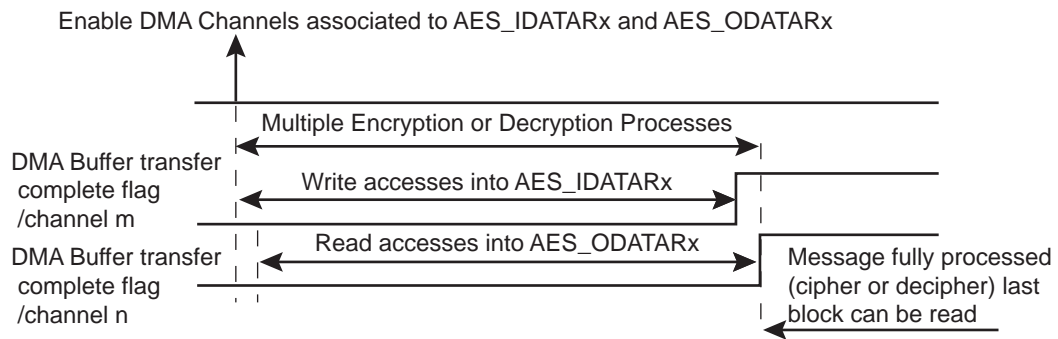 Enable DMA Channels associated to AES_IDATARx and AES_ODATARx
Multiple Encryption or Decryption Processes
DMA Buffer transfer
complete flag
/channel m
Write accesses into AES_IDATARx
DMA Buffer transfer
complete flag
/channel n
Read accesses into AES_ODATARx
Message fully processed
(cipher or decipher) last
block can be read